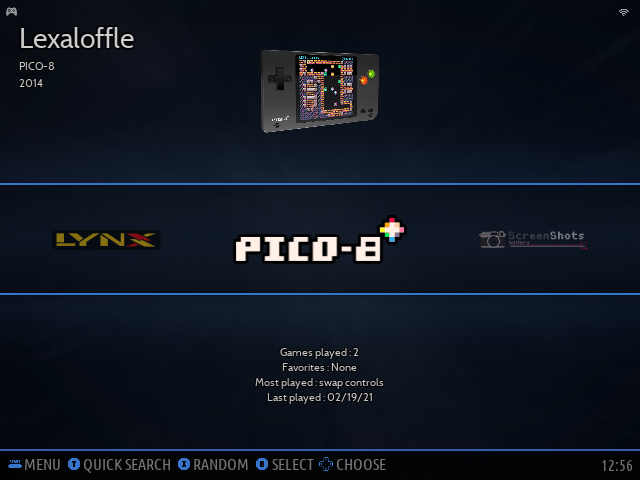 Lexaloffle
PICO-8
2014
LYNX
PICO-8
ScreenShots
Gallery
Games played : 2
Favorites : None
Most played : swap controls
Last played : 02/19/21
MENU Y QUICK SEARCH X RANDOM B SELECT CHOOSE
12:56